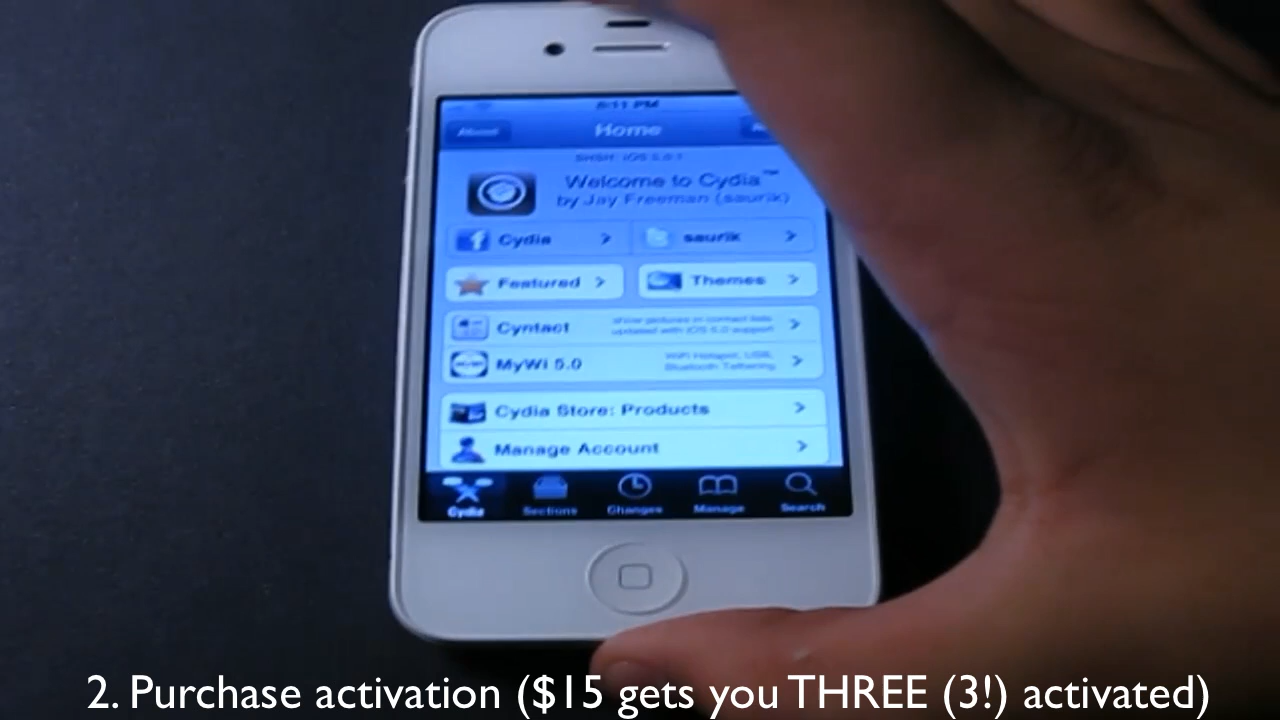 5:11 PM
About
Home
SHSH: iOS 5.0.1
Welcome to Cydia™
by Jay Freeman (saurik)
Cydia
saurik
Featured
Themes
Cyntact
show pictures in contact lists
updated with iOS 5.0 support
MyWi 5.0
WiFi Hotspot, USB,
Bluetooth Tethering
Cydia Store: Products
Manage Account
Cydia
Sections
Changes
Manage
Search
2. Purchase activation ($15 gets you THREE (3!) activated)